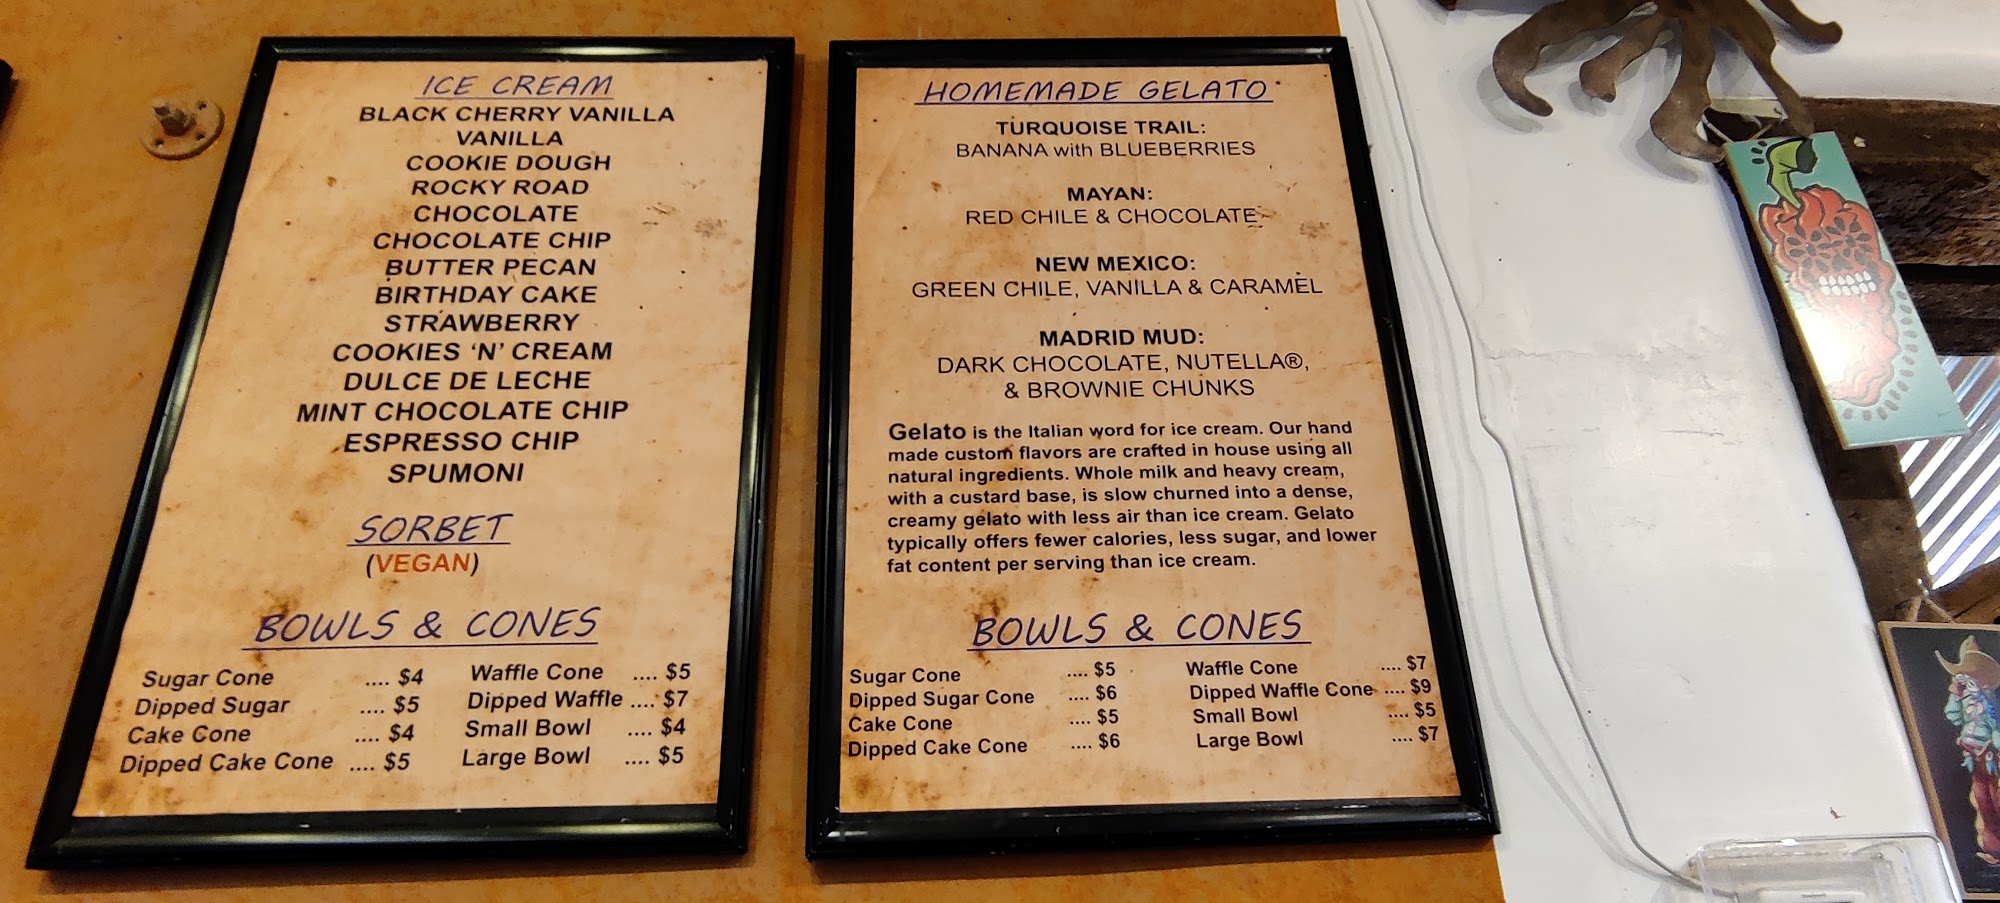 ICE CREAM
BLACK CHERRY VANILLA
VANILLA
COOKIE DOUGH
ROCKY ROAD
CHOCOLATE
CHOCOLATE CHIP
BUTTER PECAN
BIRTHDAY CAKE
STRAWBERRY
COOKIES ‘N’ CREAM
DULCE DE LECHE
MINT CHOCOLATE CHIP
ESPRESSO CHIP
SPUMONI
SORBET
(VEGAN)
BOWLS & CONES
Sugar Cone .... $4 Waffle Cone .... $5
Dipped Sugar .... $5 Dipped Waffle .... $7
Cake Cone .... $4 Small Bowl .... $4
Dipped Cake Cone .... $5 Large Bowl .... $5
HOMEMADE GELATO
TURQUOISE TRAIL:
BANANA with BLUEBERRIES
MAYAN:
RED CHILE & CHOCOLATE
NEW MEXICO:
GREEN CHILE, VANILLA & CARAMEL
MADRID MUD:
DARK CHOCOLATE, NUTELLA®,
& BROWNIE CHUNKS
Gelato is the Italian word for ice cream. Our hand
made custom flavors are crafted in house using all
natural ingredients. Whole milk and heavy cream,
with a custard base, is slow churned into a dense,
creamy gelato with less air than ice cream. Gelato
typically offers fewer calories, less sugar, and lower
fat content per serving than ice cream.
BOWLS & CONES
Sugar Cone .... $5 Waffle Cone .... $7
Dipped Sugar Cone .... $6 Dipped Waffle Cone .... $9
Cake Cone .... $5 Small Bowl .... $5
Dipped Cake Cone .... $6 Large Bowl .... $7